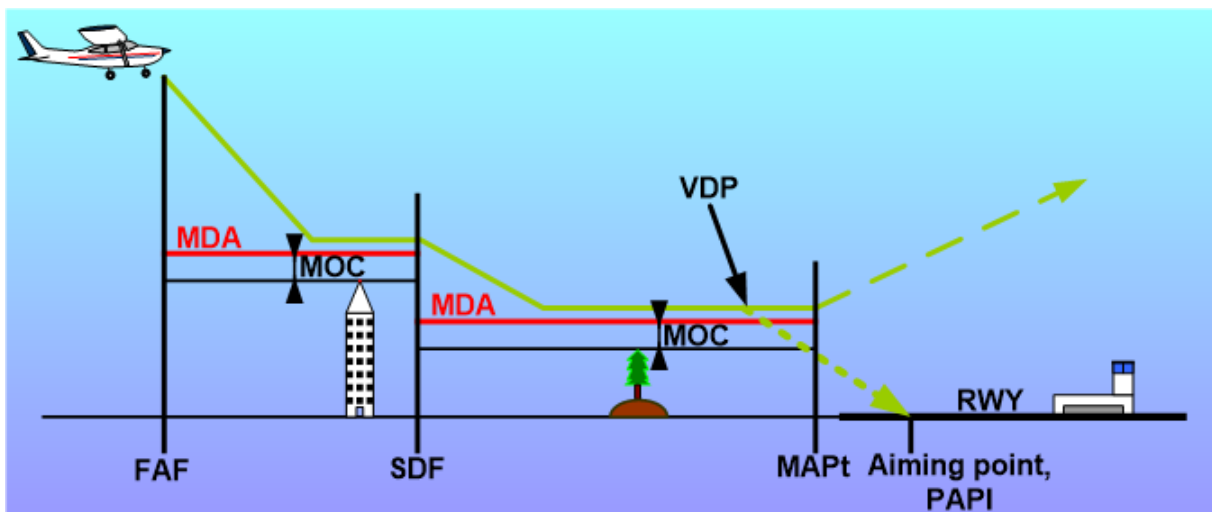 VDP
MDA
MOC
MDA
MOC
RWY
FAF
SDF
MAPt
Aiming point,
PAPI